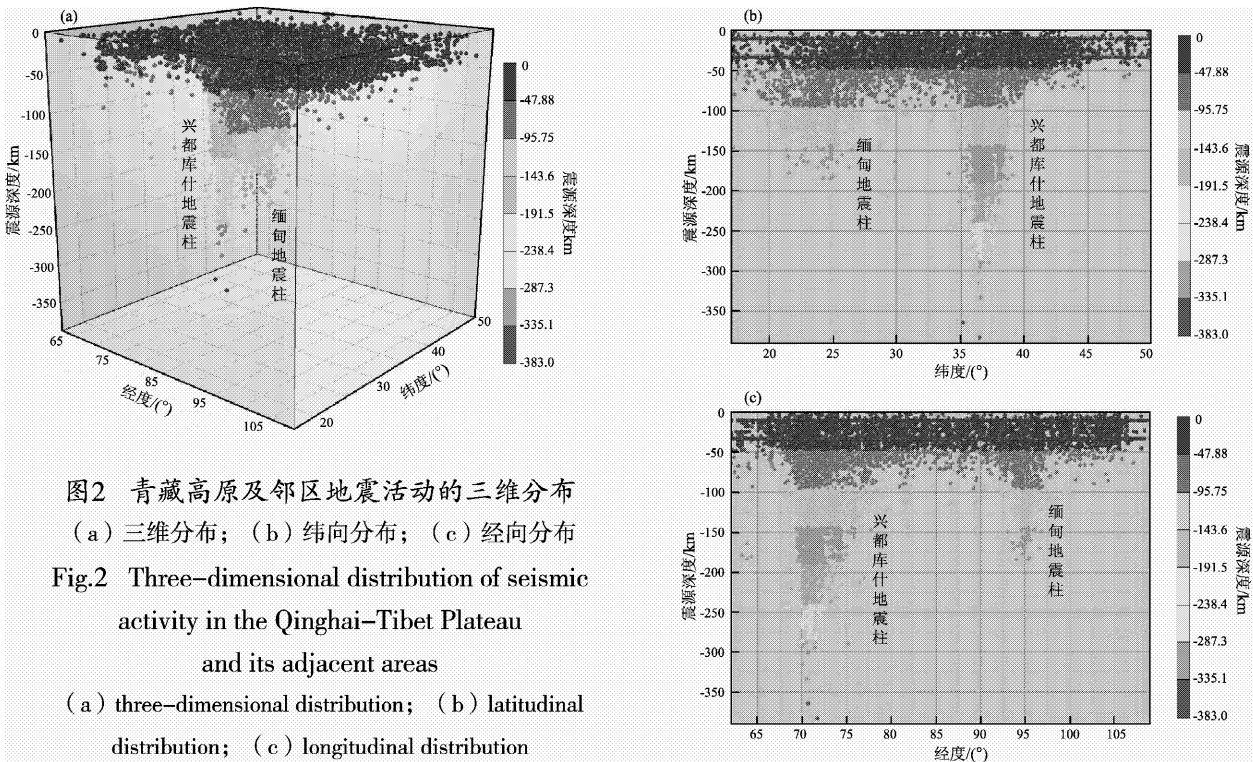 (a)
0
-50
-100
-150
-200
-250
-300
-350
震源深度/km
兴都库什地震柱
缅甸地震柱
65
75
85
95
105
经度/(°)
20
30
40
50
纬度/(°)
0
-47.88
-95.75
-143.6
-191.5
-238.4
-287.3
-335.1
-383.0
震源深度km
(b)
0
-50
-100
-150
-200
-250
-300
-350
震源深度/km
缅甸地震柱
兴都库什地震柱
20 25 30 35 40 45 50
纬度/(°)
0
-47.88
-95.75
-143.6
-191.5
-238.4
-287.3
-335.1
-383.0
震源深度/km
(c)
0
-50
-100
-150
-200
-250
-300
-350
震源深度/km
兴都库什地震柱
缅甸地震柱
65 70 75 80 85 90 95 100 105
经度/(°)
0
-47.88
-95.75
-143.6
-191.5
-238.4
-287.3
-335.1
-383.0
震源深度/km
图2 青藏高原及邻区地震活动的三维分布
(a)三维分布；(b)纬向分布；(c)经向分布
Fig.2 Three-dimensional distribution of seismic
activity in the Qinghai-Tibet Plateau
and its adjacent areas
(a) three-dimensional distribution; (b) latitudinal
distribution; (c) longitudinal distribution